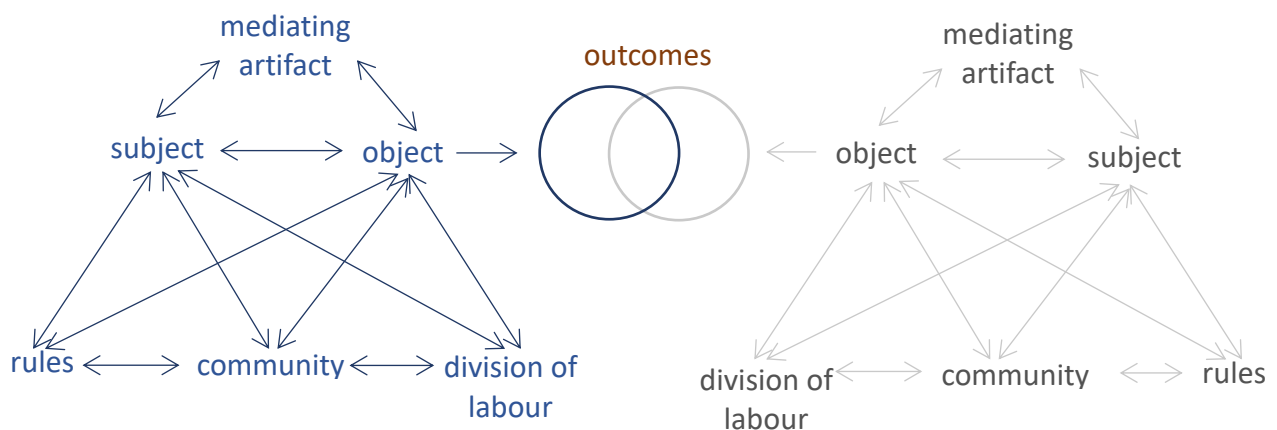 mediating
artifact
outcomes
mediating
artifact
subject
object
object
subject
rules
community
division of
labour
division of
labour
community
rules